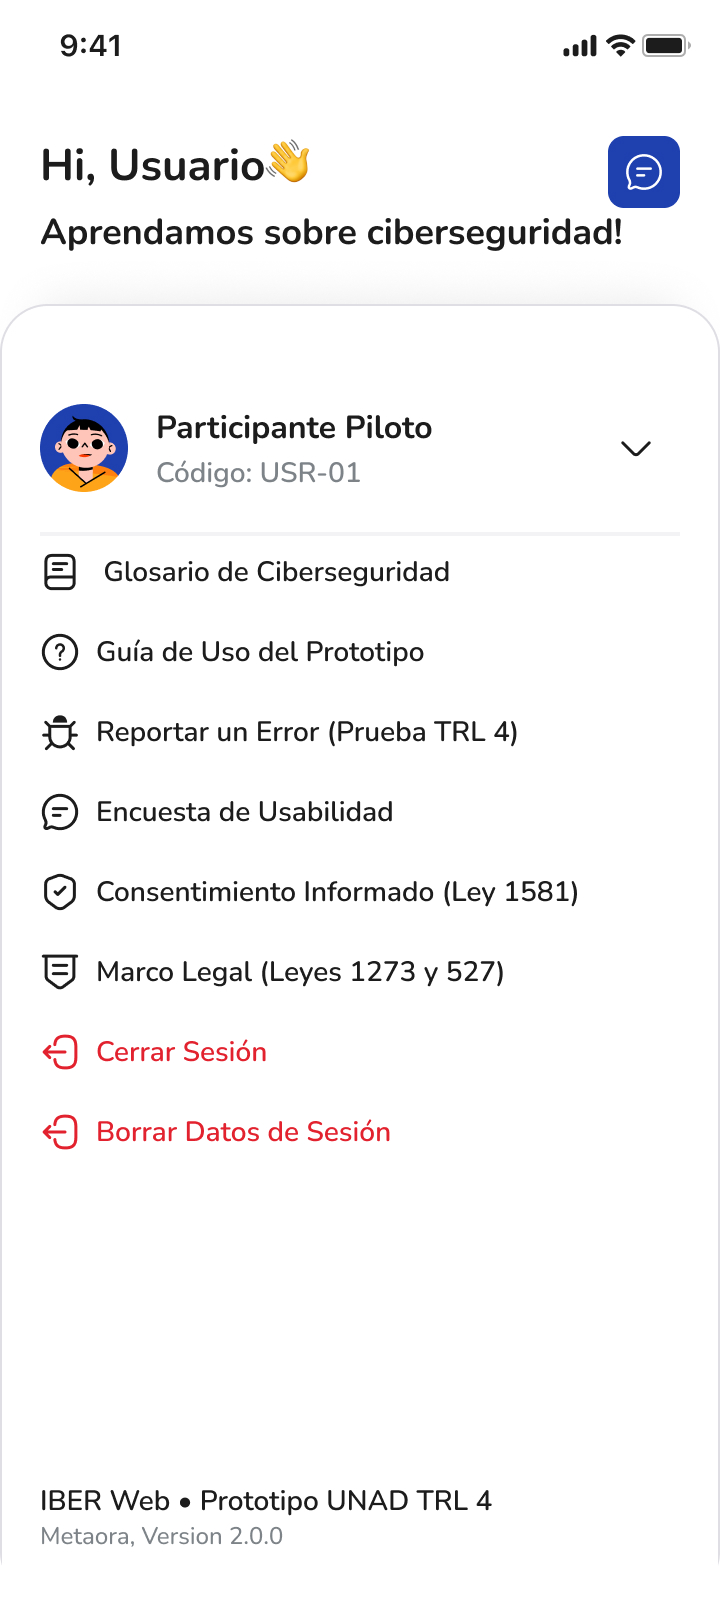 9:41
Hi, Usuario👋
Aprendamos sobre ciberseguridad!
Participante Piloto
Código: USR-01
Glosario de Ciberseguridad
Guía de Uso del Prototipo
Reportar un Error (Prueba TRL 4)
Encuesta de Usabilidad
Consentimiento Informado (Ley 1581)
Marco Legal (Leyes 1273 y 527)
Cerrar Sesión
Borrar Datos de Sesión
IBER Web • Prototipo UNAD TRL 4
Metaora, Version 2.0.0